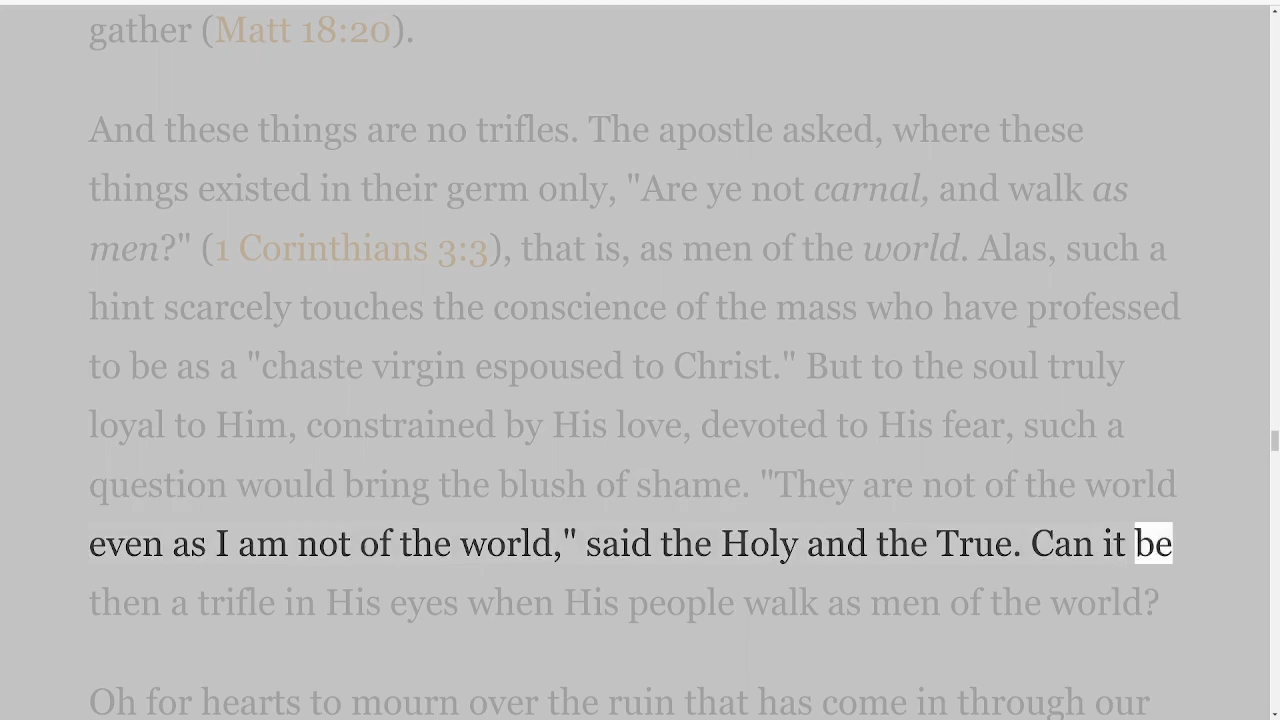 gather (Matt 18:20).
And these things are no trifles. The apostle asked, where these
things existed in their germ only, "Are ye not carnal, and walk as
men?" (1 Corinthians 3:3), that is, as men of the world. Alas, such a
hint scarcely touches the conscience of the mass who have professed
to be as a "chaste virgin espoused to Christ." But to the soul truly
loyal to Him, constrained by His love, devoted to His fear, such a
question would bring the blush of shame. "They are not of the world
even as I am not of the world," said the Holy and the True. Can it be
then a trifle in His eyes when His people walk as men of the world?
Oh for hearts to mourn over the ruin that has come in through our